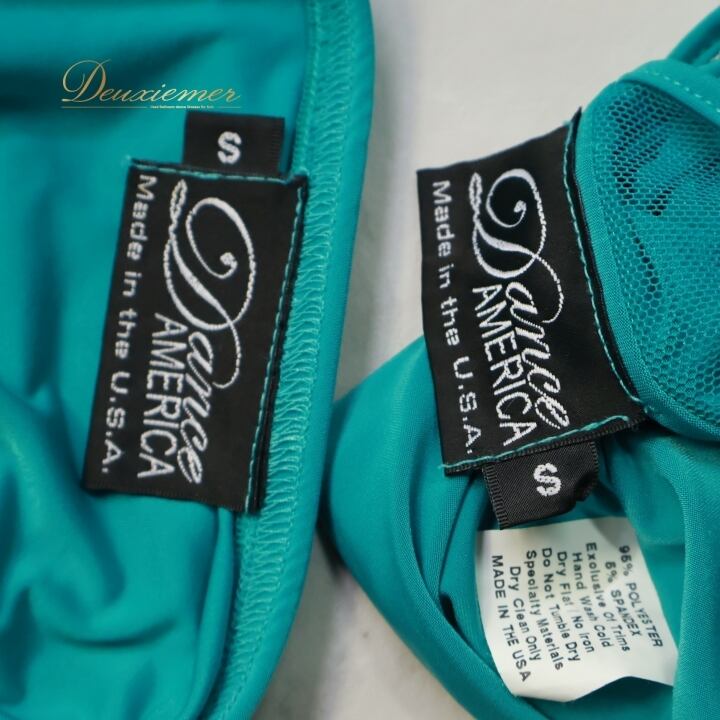 Deuxiemer
S
Dance
AMERICA
Made in the U.S.A.
Dance
AMERICA
Made in the U.S.A.
S
95% POLYESTER
5% SPANDEX
Exclusive of Trims
Hand Wash Cold
Dry Flat / No Iron
Do Not Tumble Dry
Specialty Materials
Dry Clean Only
MADE IN THE USA